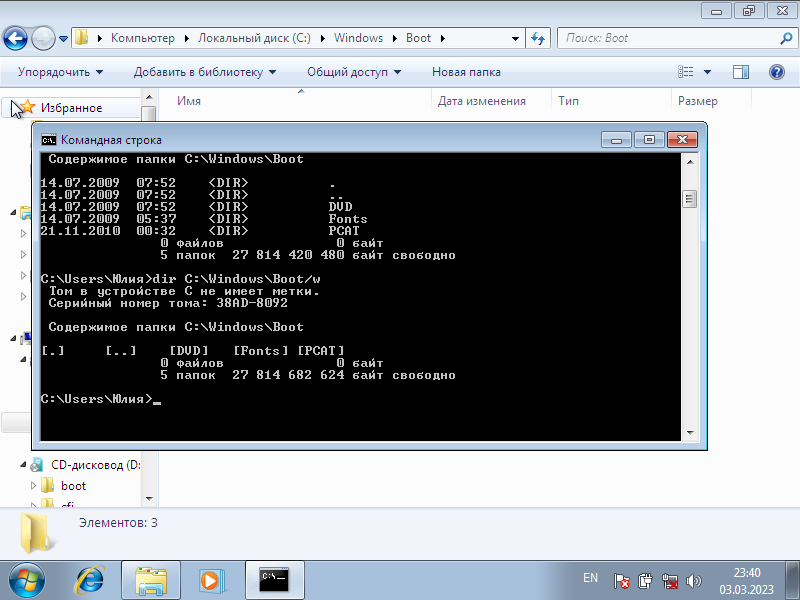 Компьютер Локальный диск (C:) Windows Boot
Поиск: Boot
Упорядочить Добавить в библиотеку Общий доступ Новая папка
Избранное
Имя Дата изменения Тип Размер
Командная строка
Содержимое папки C:\Windows\Boot
14.07.2009 07:52 <DIR> .
14.07.2009 07:52 <DIR> ..
14.07.2009 07:52 <DIR> DVD
14.07.2009 05:37 <DIR> Fonts
21.11.2010 00:32 <DIR> PCAT
0 файлов 0 байт
5 папок 27 814 420 480 байт свободно
C:\Users\Юлия>dir C:\Windows\Boot/w
Том в устройстве C не имеет метки.
Серийный номер тома: 38AD-8092
Содержимое папки C:\Windows\Boot
[.] [..] [DVD] [Fonts] [PCAT]
0 файлов 0 байт
5 папок 27 814 682 624 байт свободно
C:\Users\Юлия>_
CD-дисковод (D:
boot
Элементов: 3
EN
23:40
03.03.2023